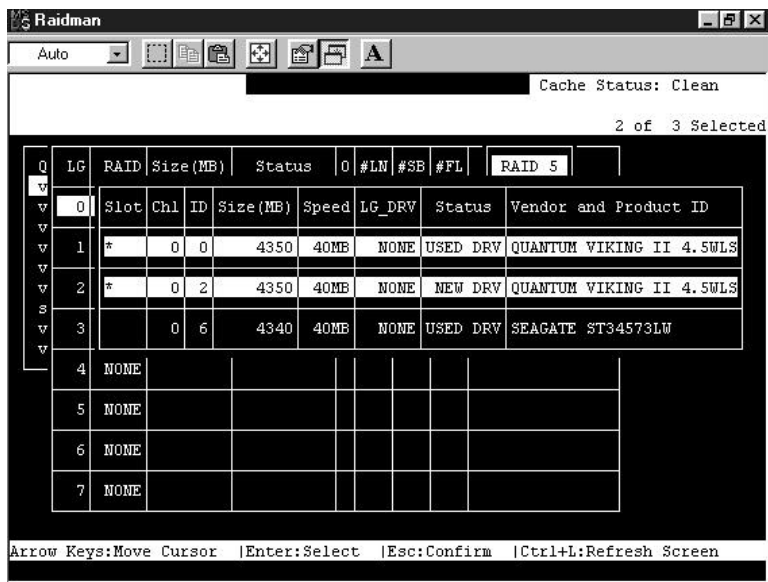 Raidman
Auto A
Cache Status: Clean
2 of 3 Selected
Q LG RAID Size(MB) Status O #LN #SB #FL RAID 5
v
v 0 Slot Chl ID Size(MB) Speed LG_DRV Status Vendor and Product ID
v
v 1 * 0 0 4350 40MB NONE USED DRV QUANTUM VIKING II 4.5WLS
v
v 2 * 0 2 4350 40MB NONE NEW DRV QUANTUM VIKING II 4.5WLS
s
v 3 0 6 4340 40MB NONE USED DRV SEAGATE ST34573LW
v
4 NONE
5 NONE
6 NONE
7 NONE
Arrow Keys:Move Cursor |Enter:Select |Esc:Confirm |Ctrl+L:Refresh Screen